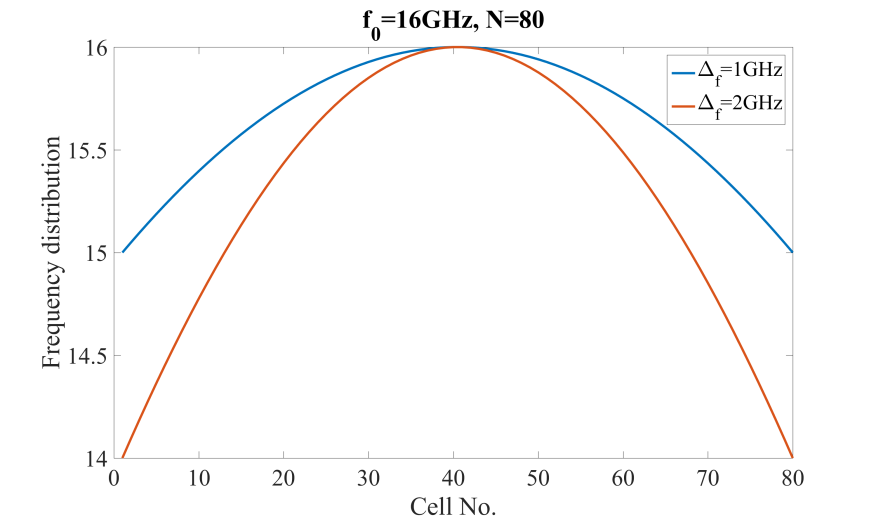 f0=16GHz, N=80
Δf=1GHz
Δf=2GHz
Frequency distribution
16
15.5
15
14.5
14
0 10 20 30 40 50 60 70 80
Cell No.